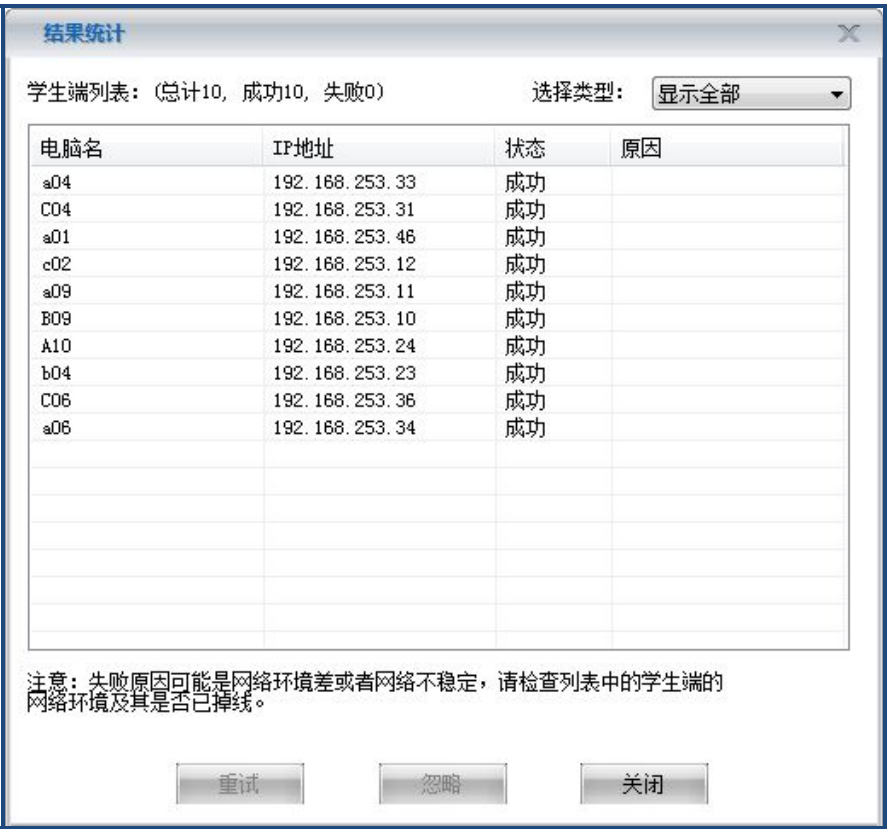 结果统计
学生端列表：（总计10，成功10，失败0） 选择类型： 显示全部
电脑名 IP地址 状态 原因
a04 192.168.253.33 成功
C04 192.168.253.31 成功
a01 192.168.253.46 成功
c02 192.168.253.12 成功
a09 192.168.253.11 成功
B09 192.168.253.10 成功
A10 192.168.253.24 成功
b04 192.168.253.23 成功
C06 192.168.253.36 成功
a06 192.168.253.34 成功
注意：失败原因可能是网络环境差或者网络不稳定，请检查列表中的学生端的
网络环境及其是否已掉线。
重试 忽略 关闭